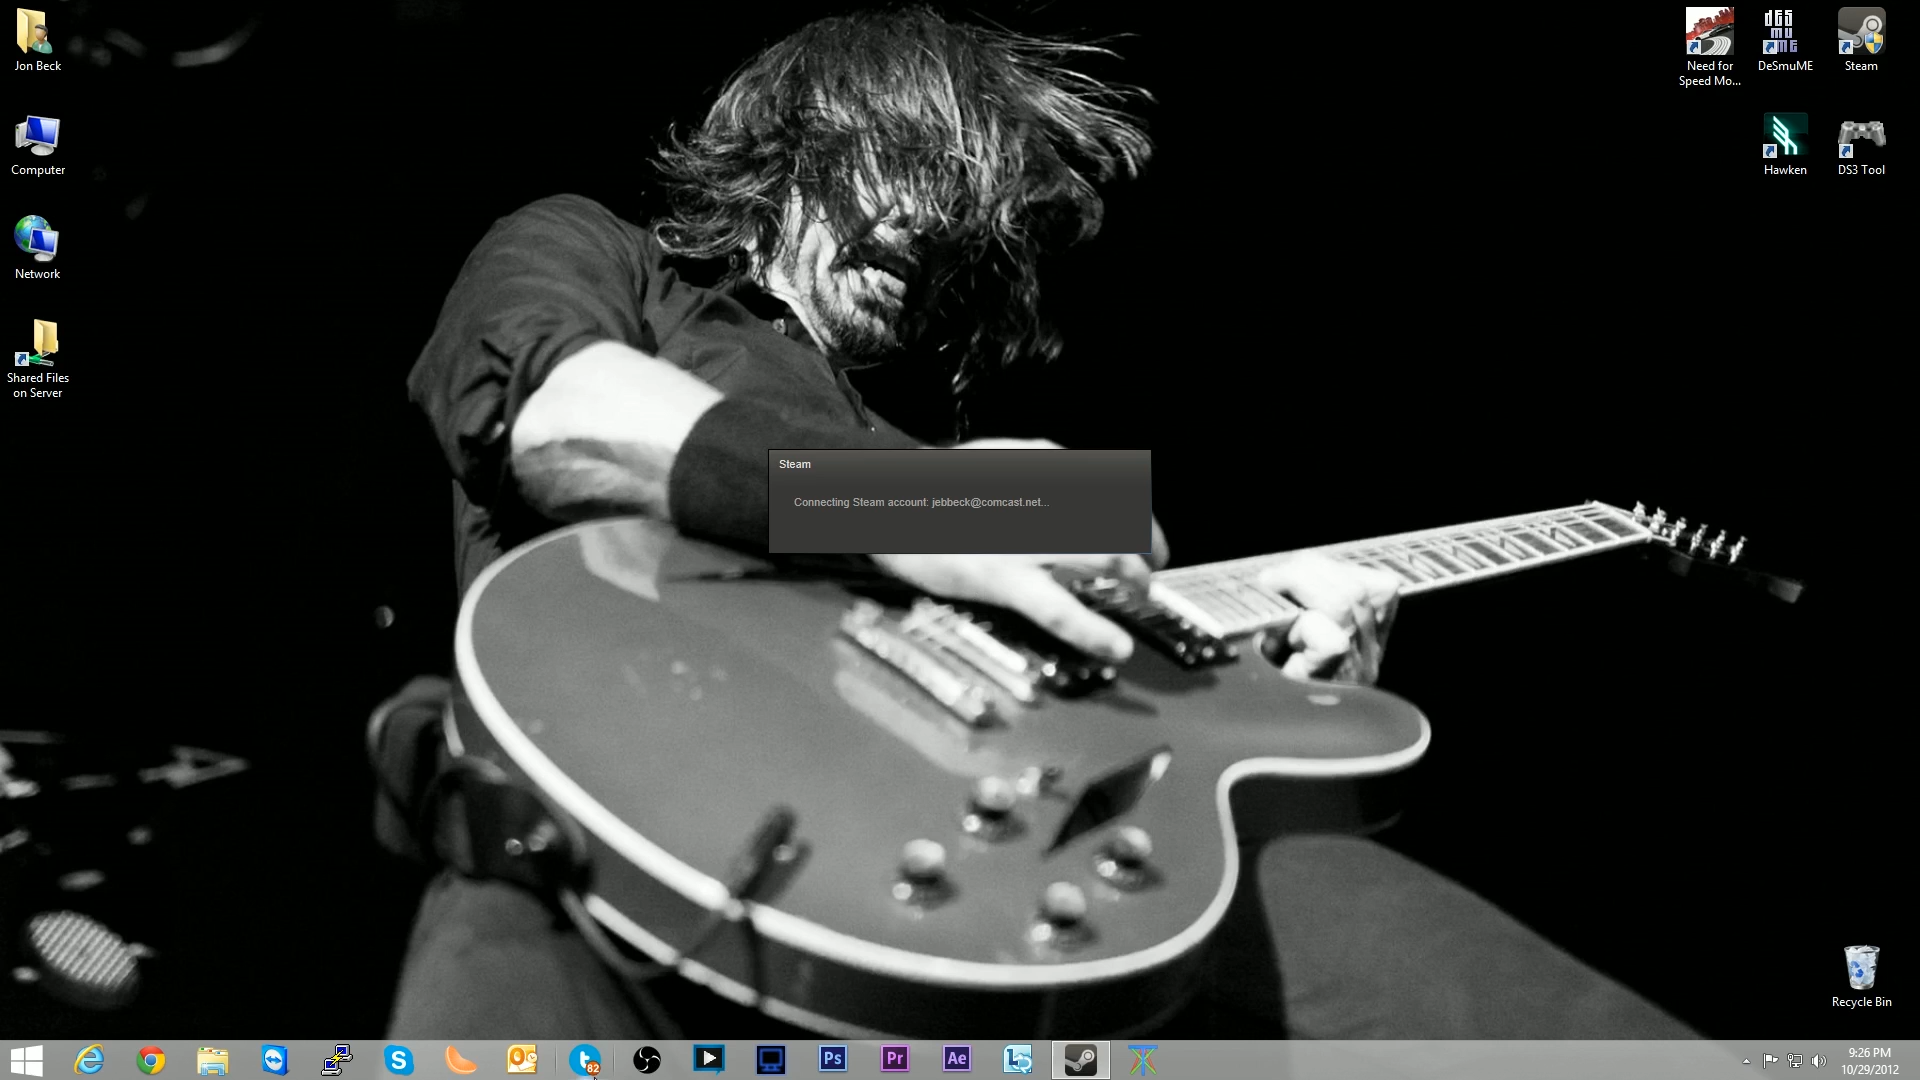 Jon Beck
Computer
Network
Shared Files
on Server
Need for
Speed Mo...
DeSmuME
Steam
Hawken
DS3 Tool
Steam
Connecting Steam account: jebbeck@comcast.net...
Recycle Bin
82
Ps
Pr
Ae
9:26 PM
10/29/2012